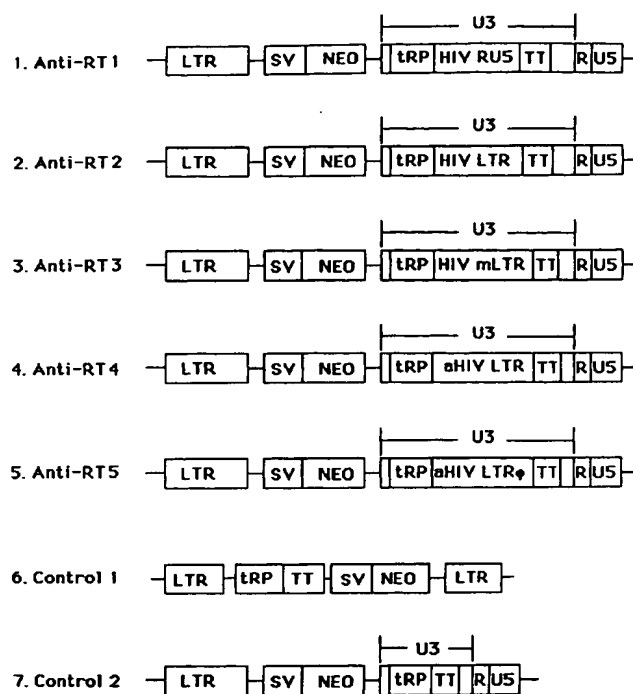 U3
1. Anti-RT1 LTR SV NEO tRP HIV RU5 TT R U5
U3
2. Anti-RT2 LTR SV NEO tRP HIV LTR TT R U5
U3
3. Anti-RT3 LTR SV NEO tRP HIV mLTR TT R U5
U3
4. Anti-RT4 LTR SV NEO tRP aHIV LTR TT R U5
U3
5. Anti-RT5 LTR SV NEO tRP aHIV LTRφ TT R U5
6. Control 1 LTR tRP TT SV NEO LTR
U3
7. Control 2 LTR SV NEO tRP TT R U5